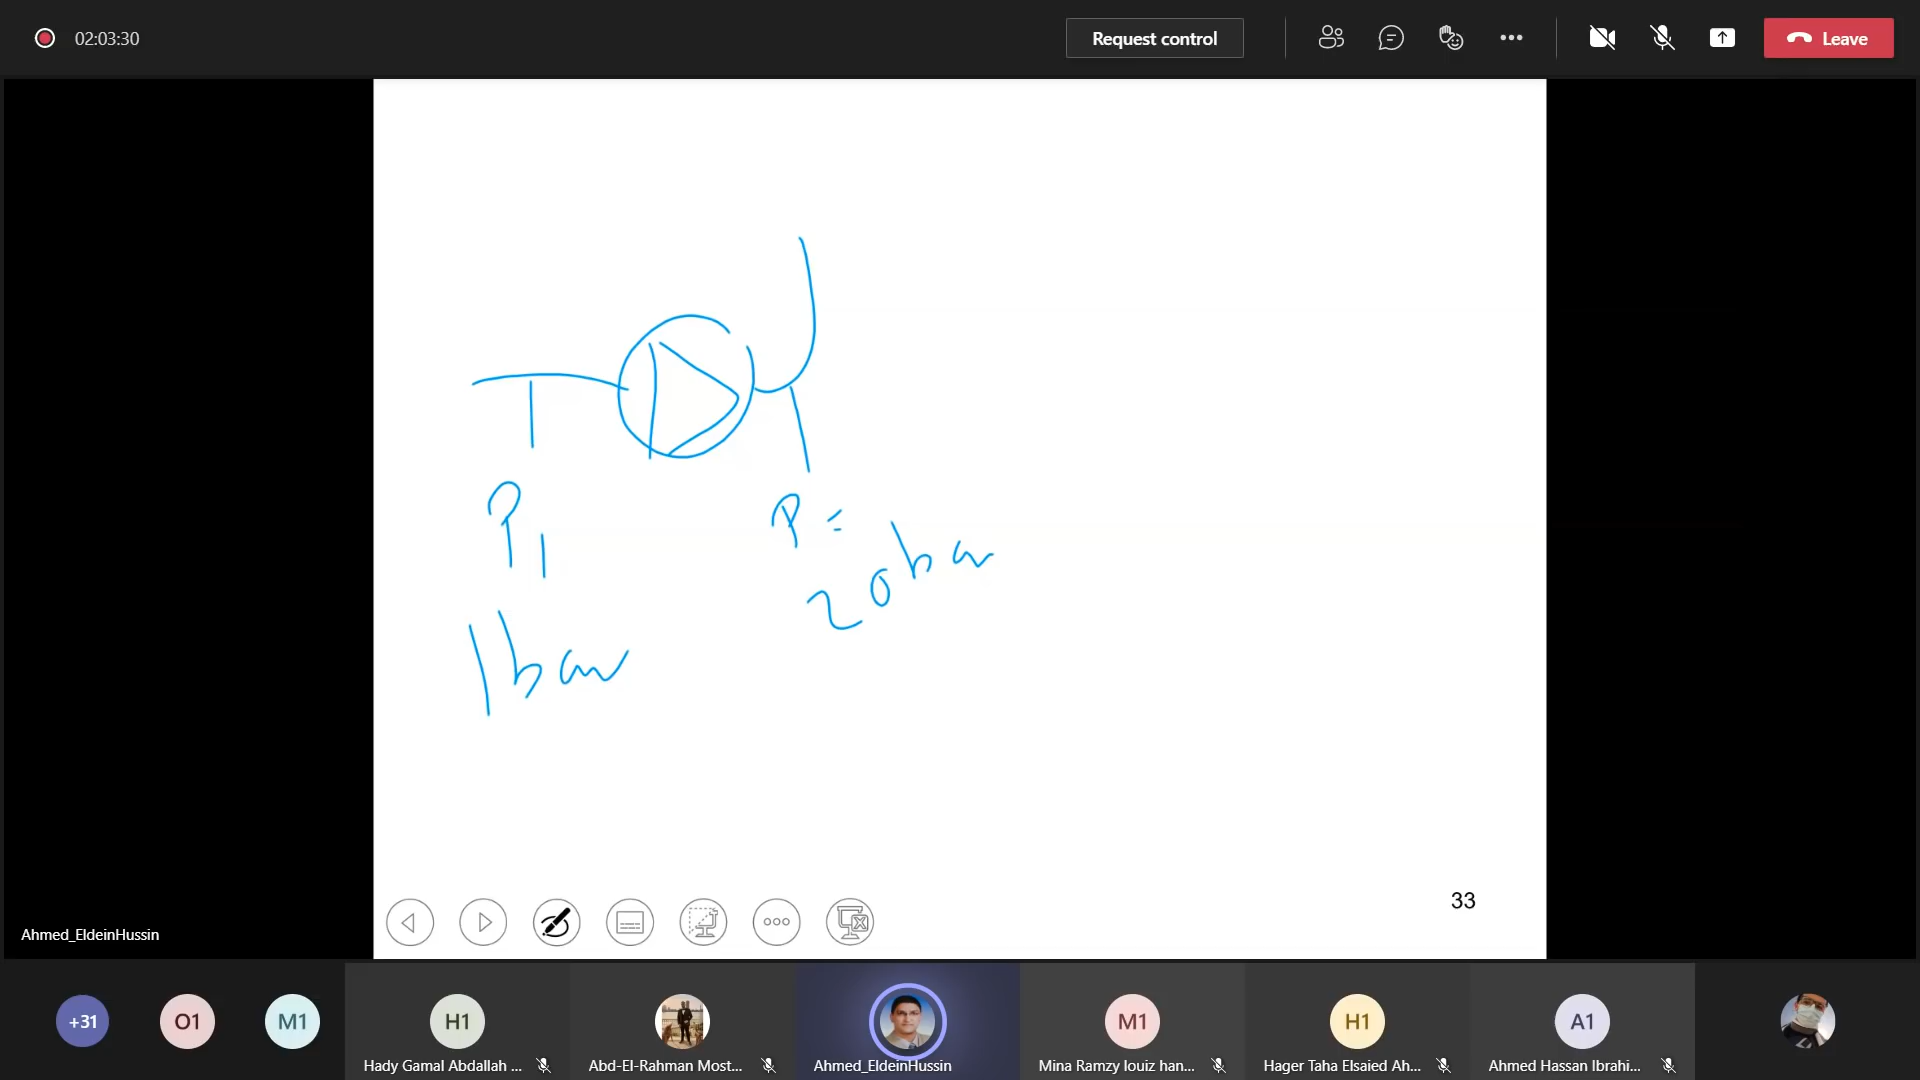 02:03:30
Request control
Leave
P1
P =
20bar
1bar
33
Ahmed_EldeinHussin
+31
O1
M1
H1
Hady Gamal Abdallah ...
Abd-El-Rahman Most...
Ahmed_EldeinHussin
M1
Mina Ramzy louiz han...
H1
Hager Taha Elsaied Ah...
A1
Ahmed Hassan Ibrahi...